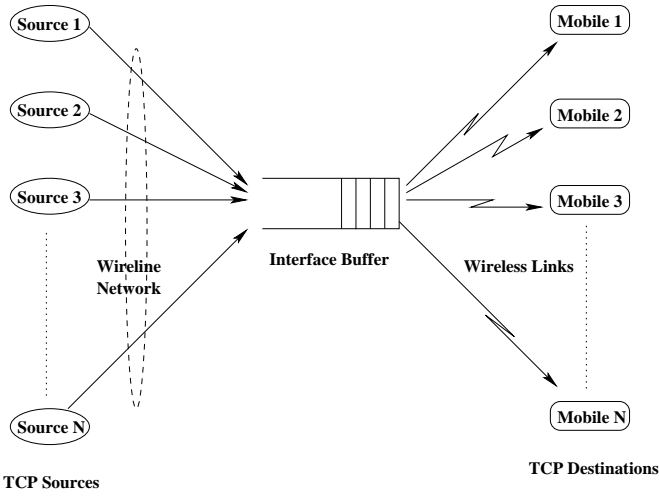 Source 1
Source 2
Source 3
Source N
TCP Sources
Wireline
Network
Interface Buffer
Wireless Links
Mobile 1
Mobile 2
Mobile 3
Mobile N
TCP Destinations